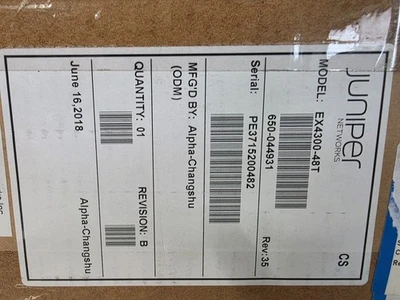 JUNIPER
NETWORKS
CS
MODEL: EX4300-48T
650-044931
Rev:35
Serial: PE3715200482
MFG'D BY: Alpha-Changshu
(ODM)
QUANTITY: 01
REVISION: B
June 16,2018
Alpha-Changshu